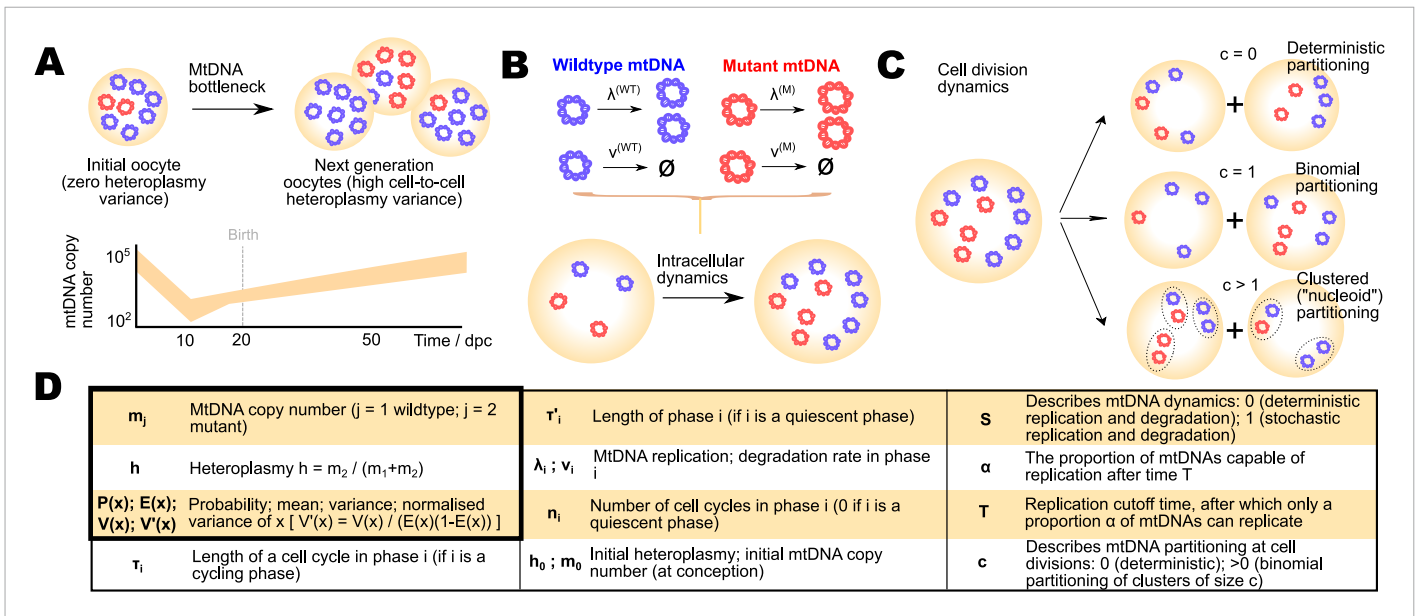 A
MtDNA
bottleneck
Initial oocyte
(zero heteroplasmy
variance)
Next generation
oocytes (high cell-to-cell
heteroplasmy variance)
mtDNA copy
number
10⁵
10²
Birth
10
20
50
Time / dpc
B
Wildtype mtDNA
Mutant mtDNA
λ(WT)
λ(M)
ν(WT)
Ø
ν(M)
Ø
Intracellular
dynamics
C
Cell division
dynamics
c = 0
Deterministic
partitioning
+
c = 1
Binomial
partitioning
+
c > 1
Clustered
("nucleoid")
partitioning
+
D
mj
MtDNA copy number (j = 1 wildtype; j = 2
mutant)
h
Heteroplasmy h = m₂ / (m₁+m₂)
P(x); E(x);
V(x); V'(x)
Probability; mean; variance; normalised
variance of x [ V'(x) = V(x) / (E(x)(1-E(x)) ]
τi
Length of a cell cycle in phase i (if i is a
cycling phase)
τ'i
Length of phase i (if i is a quiescent phase)
λi ; νi
MtDNA replication; degradation rate in phase
i
ni
Number of cell cycles in phase i (0 if i is a
quiescent phase)
h₀ ; m₀
Initial heteroplasmy; initial mtDNA copy
number (at conception)
S
Describes mtDNA dynamics: 0 (deterministic
replication and degradation); 1 (stochastic
replication and degradation)
α
The proportion of mtDNAs capable of
replication after time T
T
Replication cutoff time, after which only a
proportion α of mtDNAs can replicate
c
Describes mtDNA partitioning at cell
divisions: 0 (deterministic); >0 (binomial
partitioning of clusters of size c)